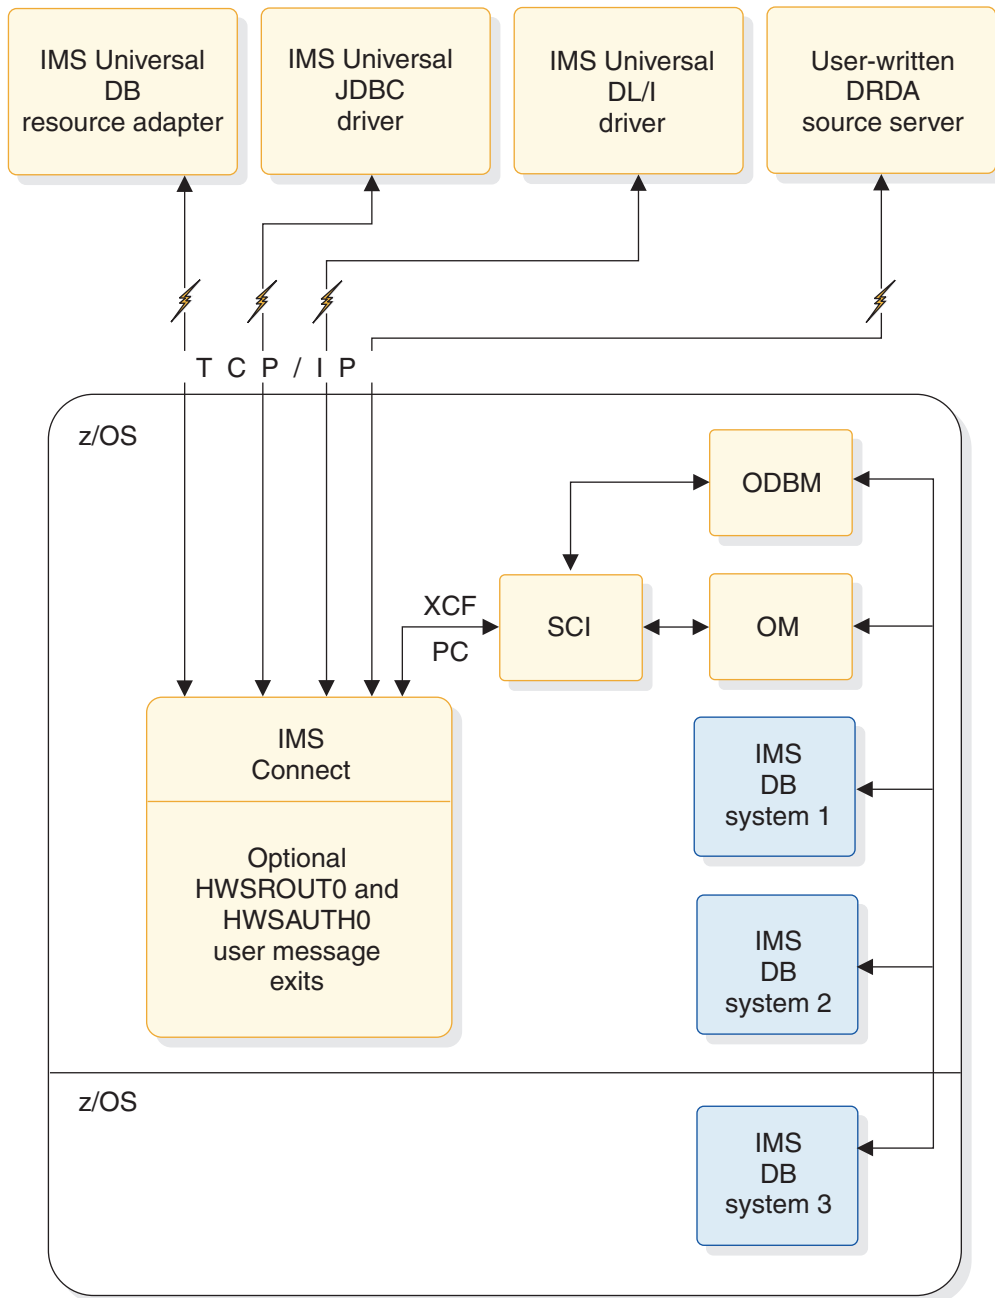 IMS Universal
DB
resource adapter
IMS Universal
JDBC
driver
IMS Universal
DL/I
driver
User-written
DRDA
source server
T C P / I P
z/OS
ODBM
XCF
PC
SCI
OM
IMS
Connect
Optional
HWSROUT0 and
HWSAUTH0
user message
exits
IMS
DB
system 1
IMS
DB
system 2
z/OS
IMS
DB
system 3